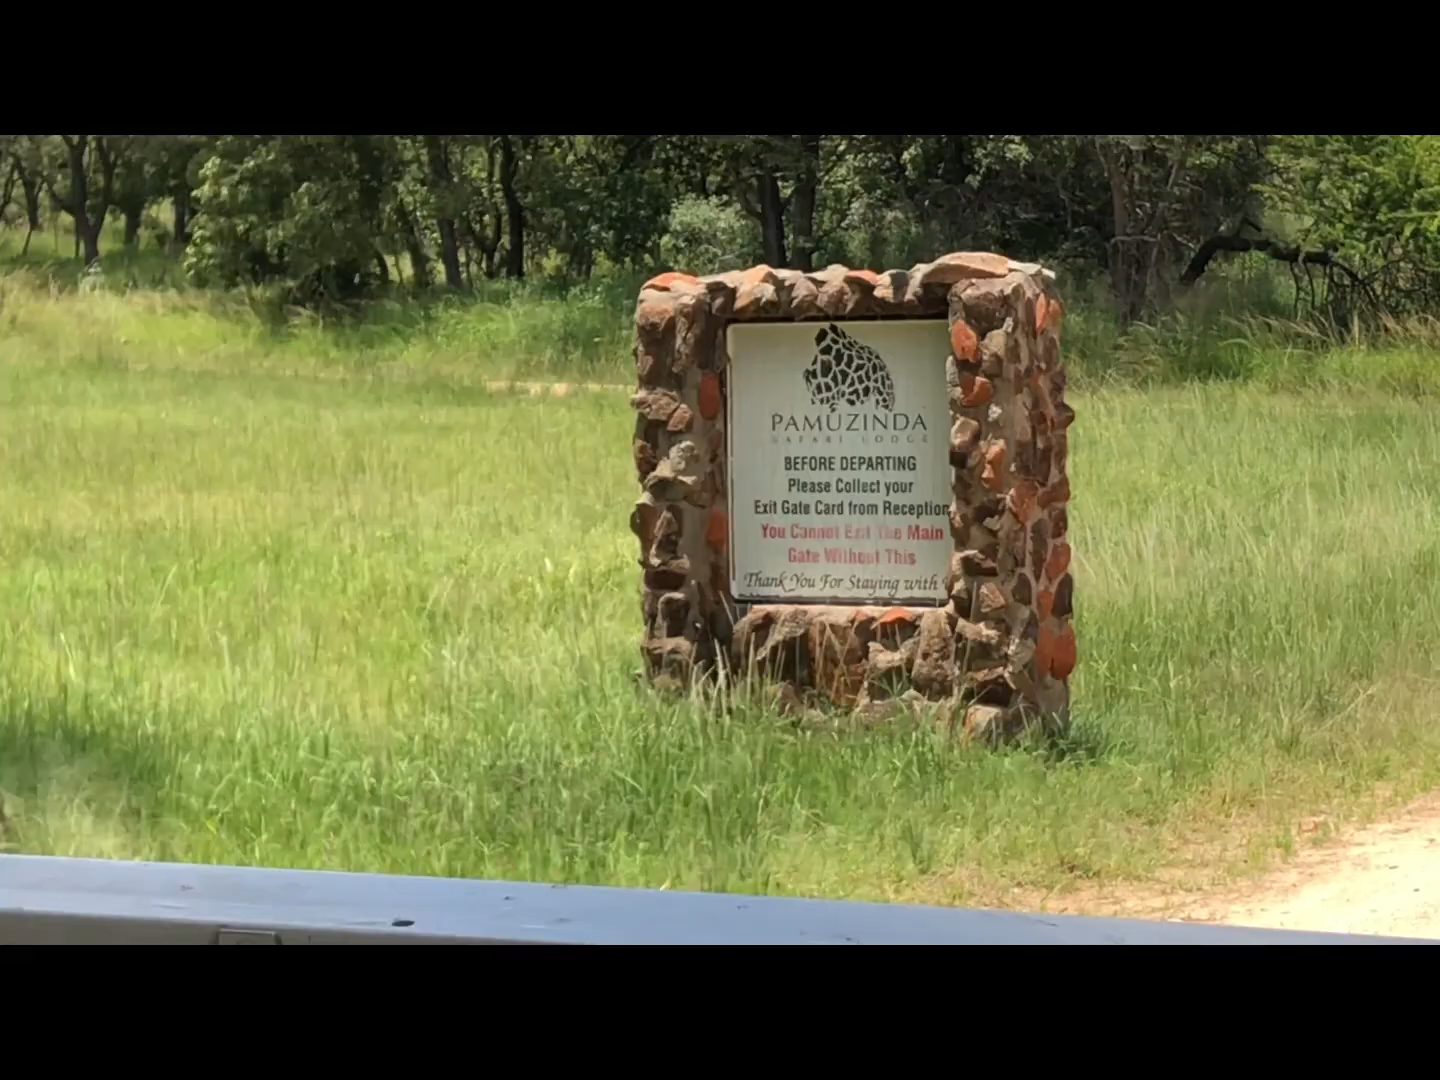 PAMUZINDA
SAFARI LODGE
BEFORE DEPARTING
Please Collect your
Exit Gate Card from Reception
You Cannot Exit The Main
Gate Without This
Thank You For Staying with